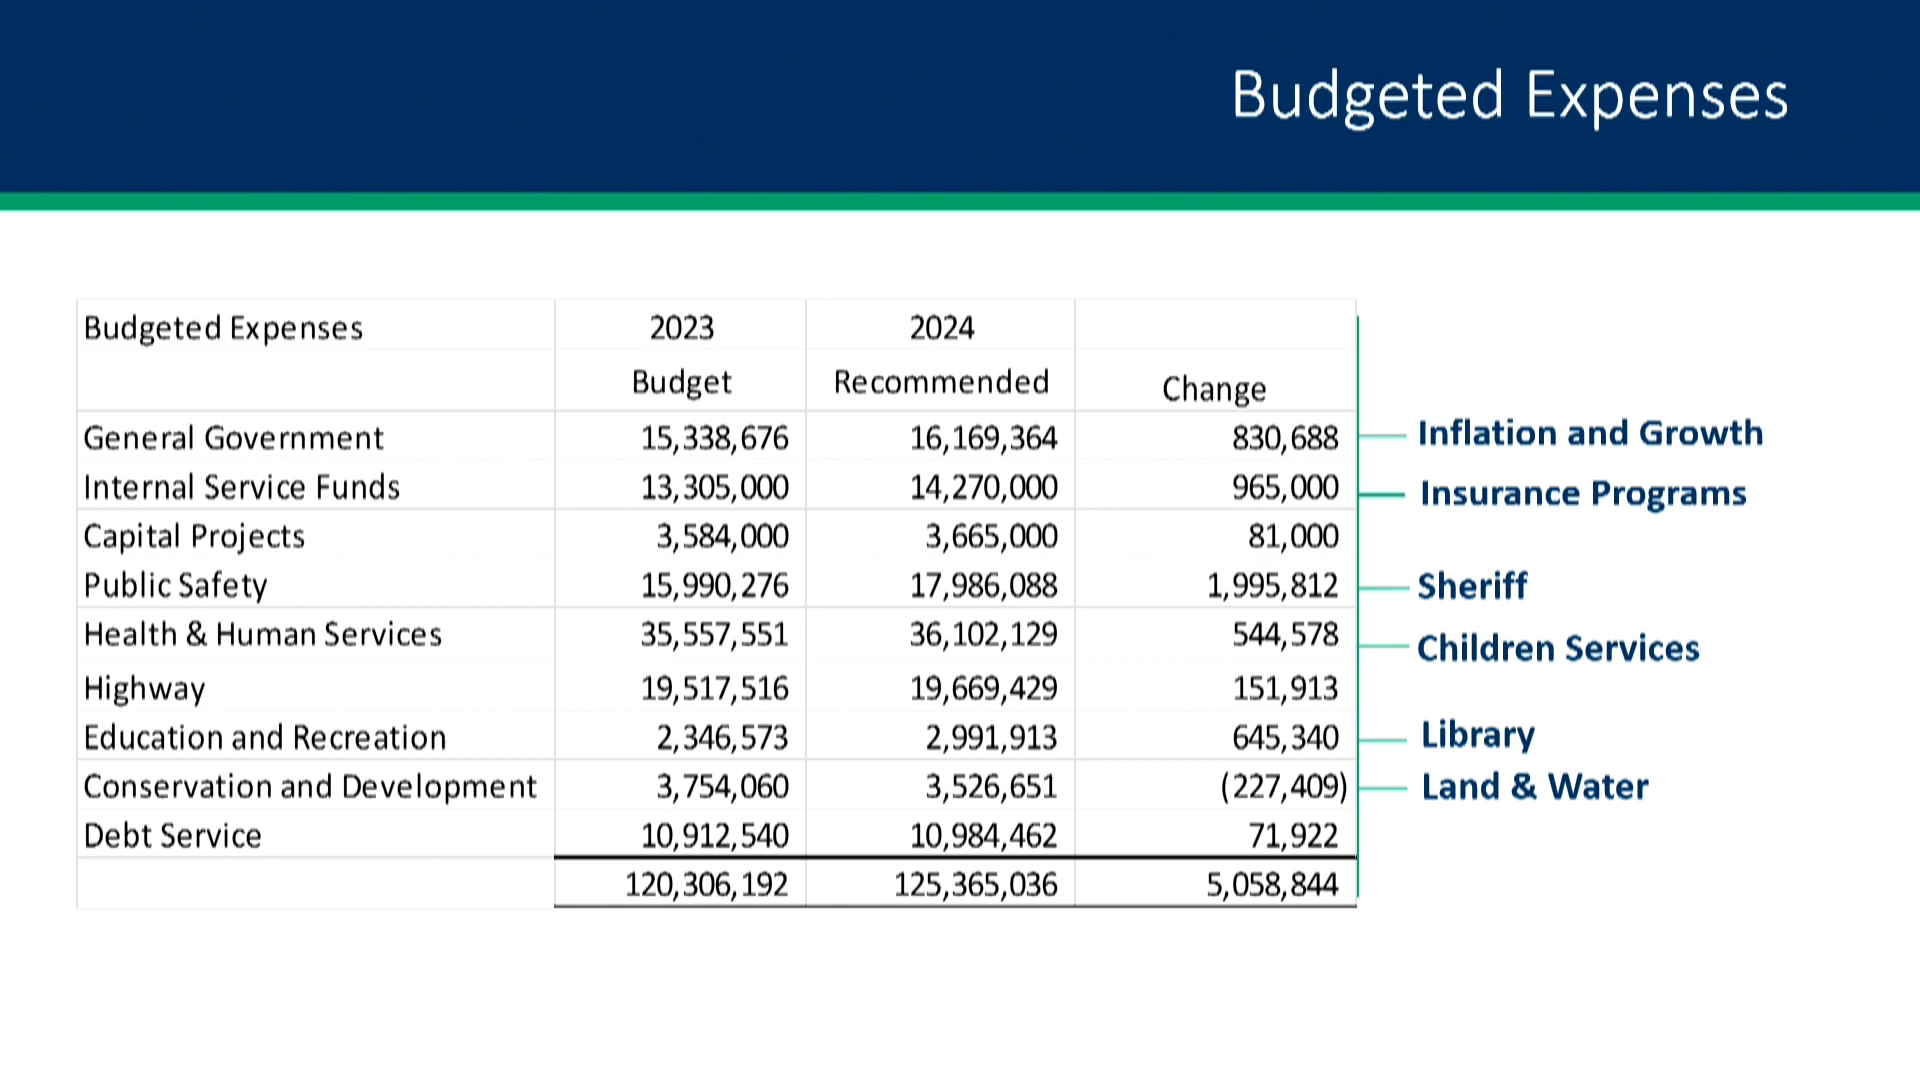 Budgeted Expenses
Budgeted Expenses 2023 2024
Budget Recommended Change
General Government 15,338,676 16,169,364 830,688 Inflation and Growth
Internal Service Funds 13,305,000 14,270,000 965,000 Insurance Programs
Capital Projects 3,584,000 3,665,000 81,000
Public Safety 15,990,276 17,986,088 1,995,812 Sheriff
Health & Human Services 35,557,551 36,102,129 544,578 Children Services
Highway 19,517,516 19,669,429 151,913
Education and Recreation 2,346,573 2,991,913 645,340 Library
Conservation and Development 3,754,060 3,526,651 (227,409) Land & Water
Debt Service 10,912,540 10,984,462 71,922
120,306,192 125,365,036 5,058,844